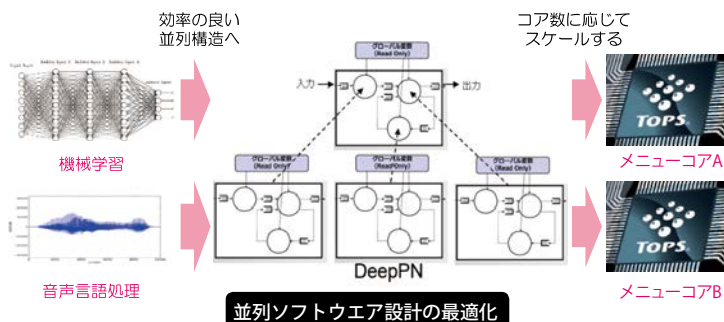 効率の良い
並列構造へ
コア数に応じて
スケールする
グローバル変数
(Read Only)
入力
出力
機械学習
TOPS
メニューコアA
グローバル変数
(Read Only)
グローバル変数
(Read Only)
グローバル変数
(Read Only)
音声言語処理
DeepPN
TOPS
メニューコアB
並列ソフトウエア設計の最適化